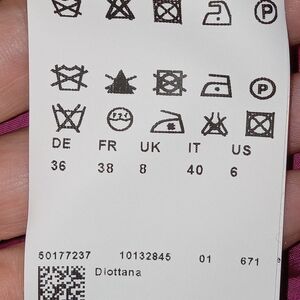 P
P
DE FR UK IT US
36 38 8 40 6
50177237 10132845 01 671
Diottana